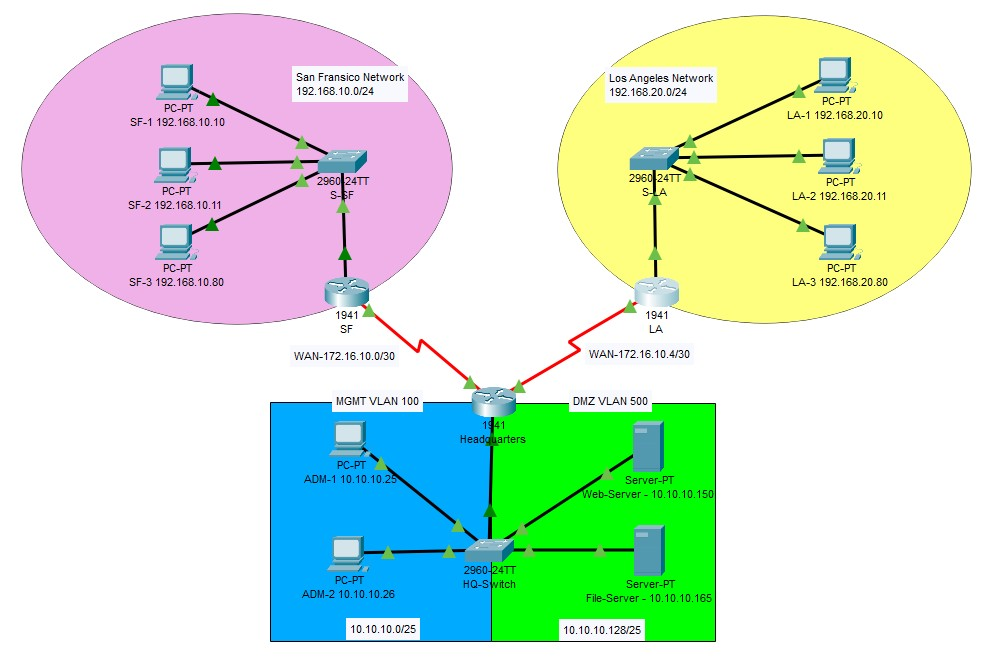 San Fransico Network
192.168.10.0/24
PC-PT
SF-1 192.168.10.10
PC-PT
SF-2 192.168.10.11
PC-PT
SF-3 192.168.10.80
2960-24TT
S-SF
1941
SF
Los Angeles Network
192.168.20.0/24
PC-PT
LA-1 192.168.20.10
PC-PT
LA-2 192.168.20.11
PC-PT
LA-3 192.168.20.80
2960-24TT
S-LA
1941
LA
WAN-172.16.10.0/30
WAN-172.16.10.4/30
1941
Headquarters
MGMT VLAN 100
DMZ VLAN 500
PC-PT
ADM-1 10.10.10.25
PC-PT
ADM-2 10.10.10.26
2960-24TT
HQ-Switch
Server-PT
Web-Server - 10.10.10.150
Server-PT
File-Server - 10.10.10.165
10.10.10.0/25
10.10.10.128/25